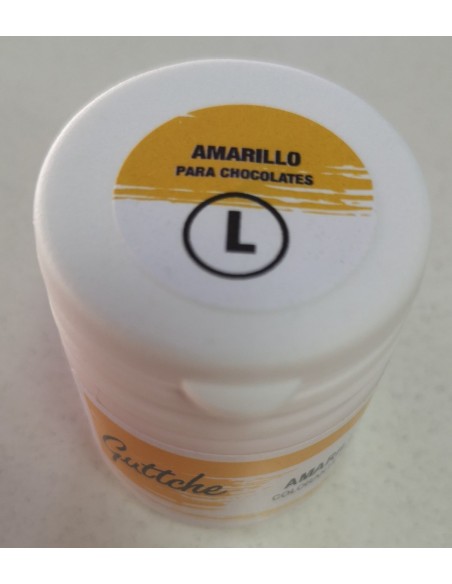 AMARILLO
PARA CHOCOLATES
L
Guttche